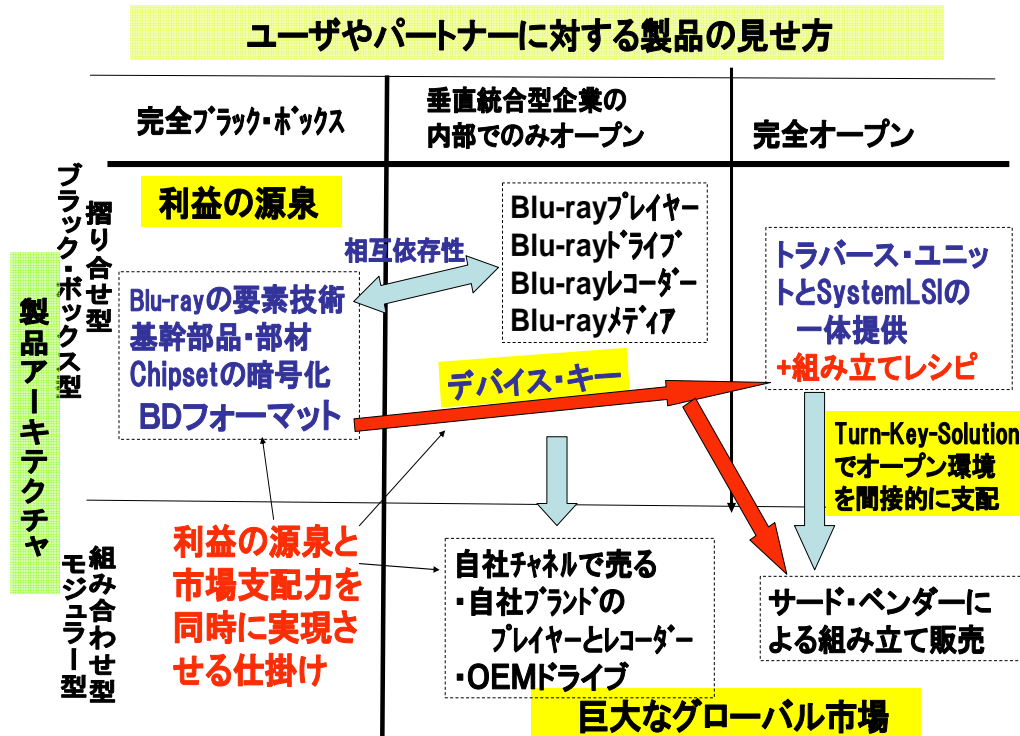 ユーザやパートナーに対する製品の見せ方
完全ブラック・ボックス
垂直統合型企業の
内部でのみオープン
完全オープン
製品アーキテクチャ
摺り合せ型
ブラック・ボックス型
利益の源泉
Blu-rayの要素技術
基幹部品・部材
Chipsetの暗号化
BDフォーマット
相互依存性
Blu-rayプレイヤー
Blu-rayドライブ
Blu-rayレコーダー
Blu-rayメディア
デバイス・キー
トラバース・ユニッ
トとSystemLSIの
一体提供
+組み立てレシピ
Turn-Key-Solution
でオープン環境
を間接的に支配
組み合わせ型
モジュラー型
利益の源泉と
市場支配力を
同時に実現さ
せる仕掛け
自社チャネルで売る
・自社ブランドの
プレイヤーとレコーダー
・OEMドライブ
サード・ベンダーに
よる組み立て販売
巨大なグローバル市場